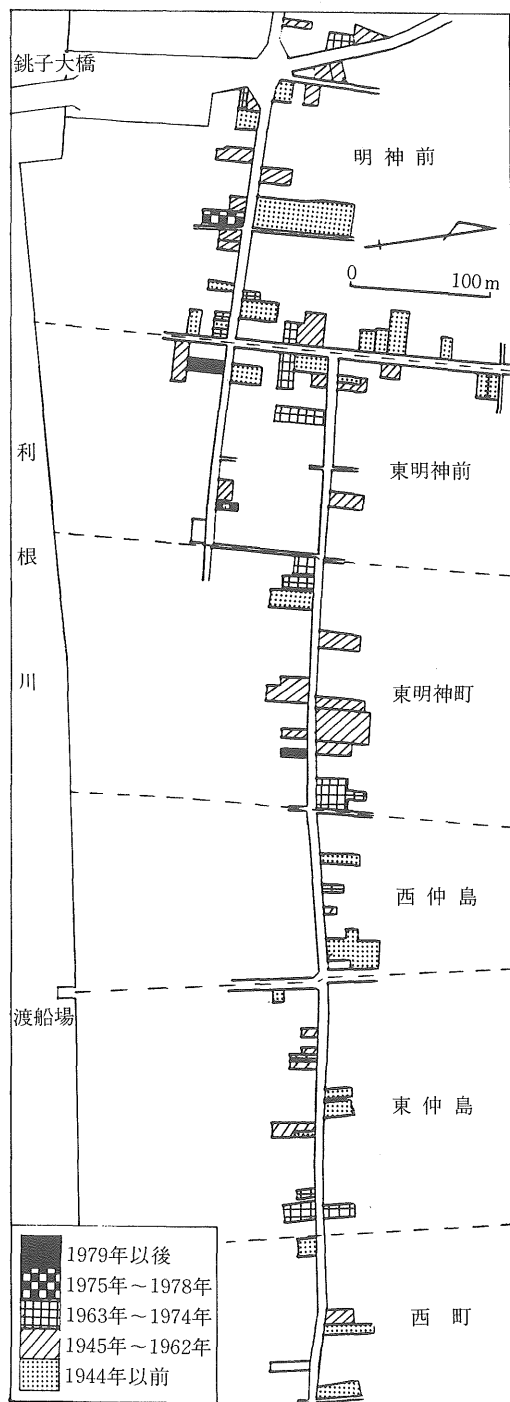 銚子大橋
明神前
0 100m
東明神前
利根川
東明神町
西仲島
渡船場
東仲島
西町
1979年以後
1975年～1978年
1963年～1974年
1945年～1962年
1944年以前